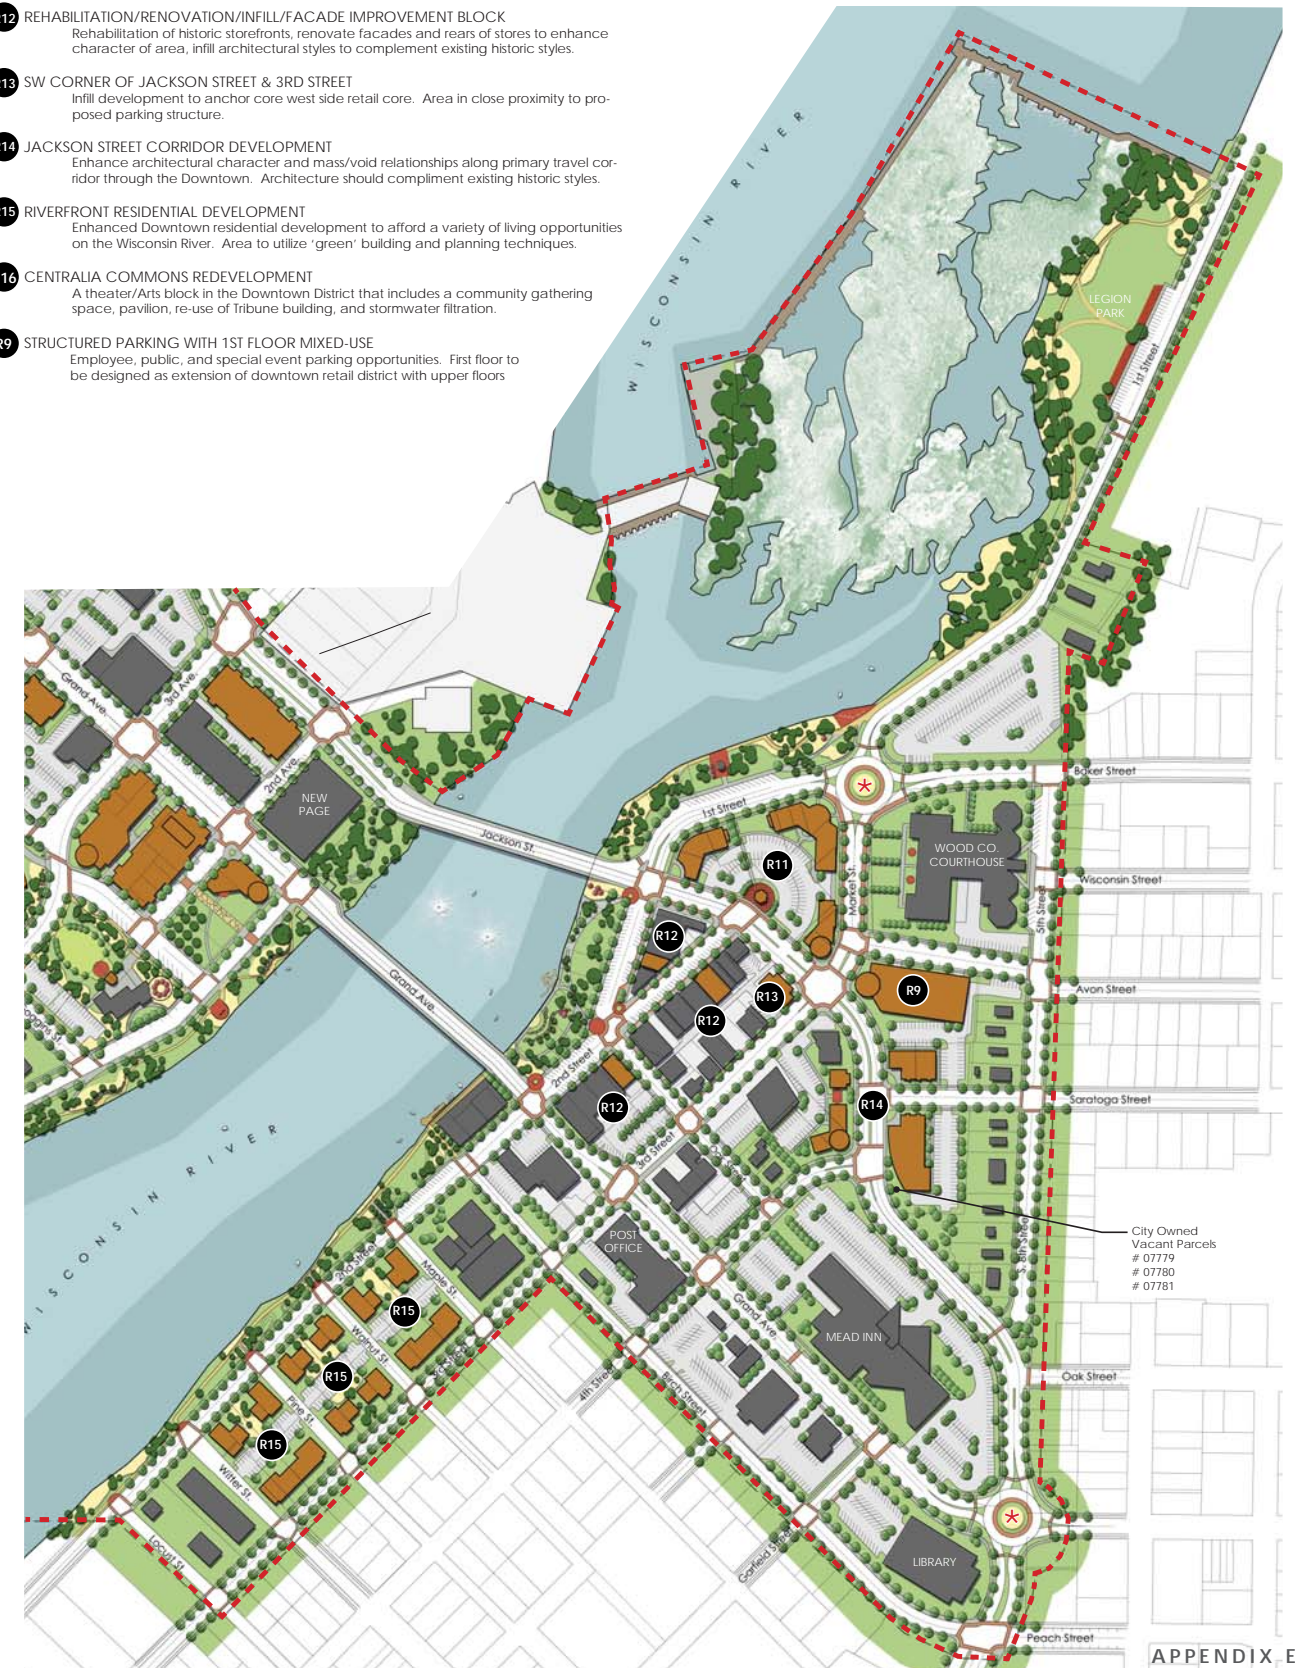 R12 REHABILITATION/RENOVATION/INFILL/FACADE IMPROVEMENT BLOCK
Rehabilitation of historic storefronts, renovate facades and rears of stores to enhance
character of area, infill architectural styles to complement existing historic styles.
13 SW CORNER OF JACKSON STREET & 3RD STREET
Infill development to anchor core west side retail core. Area in close proximity to pro-
posed parking structure.
14 JACKSON STREET CORRIDOR DEVELOPMENT
Enhance architectural character and mass/void relationships along primary travel cor-
ridor through the Downtown. Architecture should compliment existing historic styles.
15 RIVERFRONT RESIDENTIAL DEVELOPMENT
Enhanced Downtown residential development to afford a variety of living opportunities
on the Wisconsin River. Area to utilize 'green' building and planning techniques.
16 CENTRALIA COMMONS REDEVELOPMENT
A theater/Arts block in the Downtown District that includes a community gathering
space, pavilion, re-use of Tribune building, and stormwater filtration.
R9 STRUCTURED PARKING WITH 1ST FLOOR MIXED-USE
Employee, public, and special event parking opportunities. First floor to
be designed as extension of downtown retail district with upper floors
WISCONSIN RIVER
LEGION
PARK
1st Street
Grand Ave.
3rd Ave.
2nd Ave.
NEW
PAGE
Jackson St.
1st Street
Baker Street
R11
Market St.
WOOD CO.
COURTHOUSE
Wisconsin Street
5th Street
R12
R13
R9
Avon Street
R12
Grand Ave.
2nd Street
R12
R14
Saratoga Street
3rd Street
WISCONSIN RIVER
POST
OFFICE
City Owned
Vacant Parcels
# 07779
# 07780
# 07781
2nd Street
Maple St.
R15
Grand Ave.
MEAD INN
Walnut St.
R15
3rd Street
4th Street
Birch Street
Oak Street
Pine St.
R15
Witter St.
Locust St.
Garfield Street
LIBRARY
Peach Street
APPENDIX E